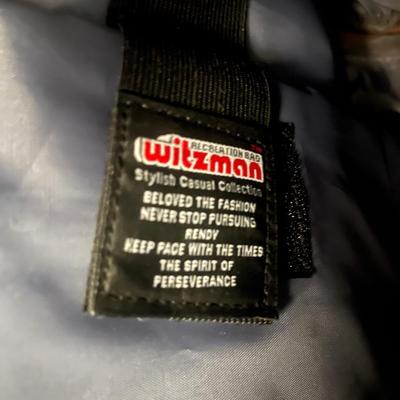 RECREATION BAG
witzman
Stylish Casual Collection
BELOVED THE FASHION
NEVER STOP PURSUING
RENDY
KEEP FACE WITH THE TIMES
THE SPIRIT OF
PERSEVERANCE